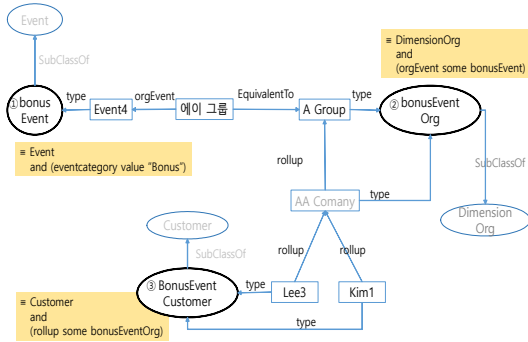 Event
≡ DimensionOrg
and
(orgEvent some bonusEvent)
SubClassOf
① bonus
Event
type
Event4
orgEvent
에이 그룹
EquivalentTo
A Group
type
② bonusEvent
Org
≡ Event
and (eventcategory value "Bonus")
rollup
SubClassOf
type
AA Comany
Customer
Dimension
Org
SubClassOf
rollup
rollup
③ BonusEvent
Customer
type
Lee3
Kim1
≡ Customer
and
(rollup some bonusEventOrg)
type